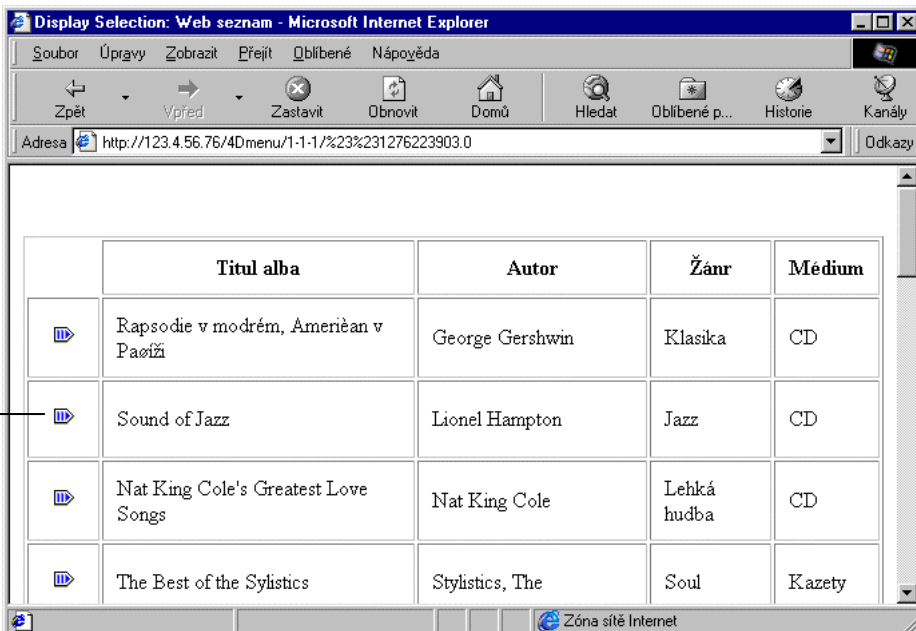 Display Selection: Web seznam - Microsoft Internet Explorer
Soubor Úpravy Zobrazit Přejít Oblíbené Nápověda
Zpět Vpřed Zastavit Obnovit Domů Hledat Oblíbené p... Historie Kanály
Adresa http://123.4.56.76/4Dmenu/1-1-1/%23%231276223903.0 Odkazy
Titul alba Autor Žánr Médium
Rapsodie v modrém, Amerièan v
Paøíži
George Gershwin Klasika CD
Sound of Jazz Lionel Hampton Jazz CD
Nat King Cole's Greatest Love
Songs
Nat King Cole
Lehká
hudba
CD
The Best of the Sylistics Stylistics, The Soul Kazety
Zóna sítě Internet